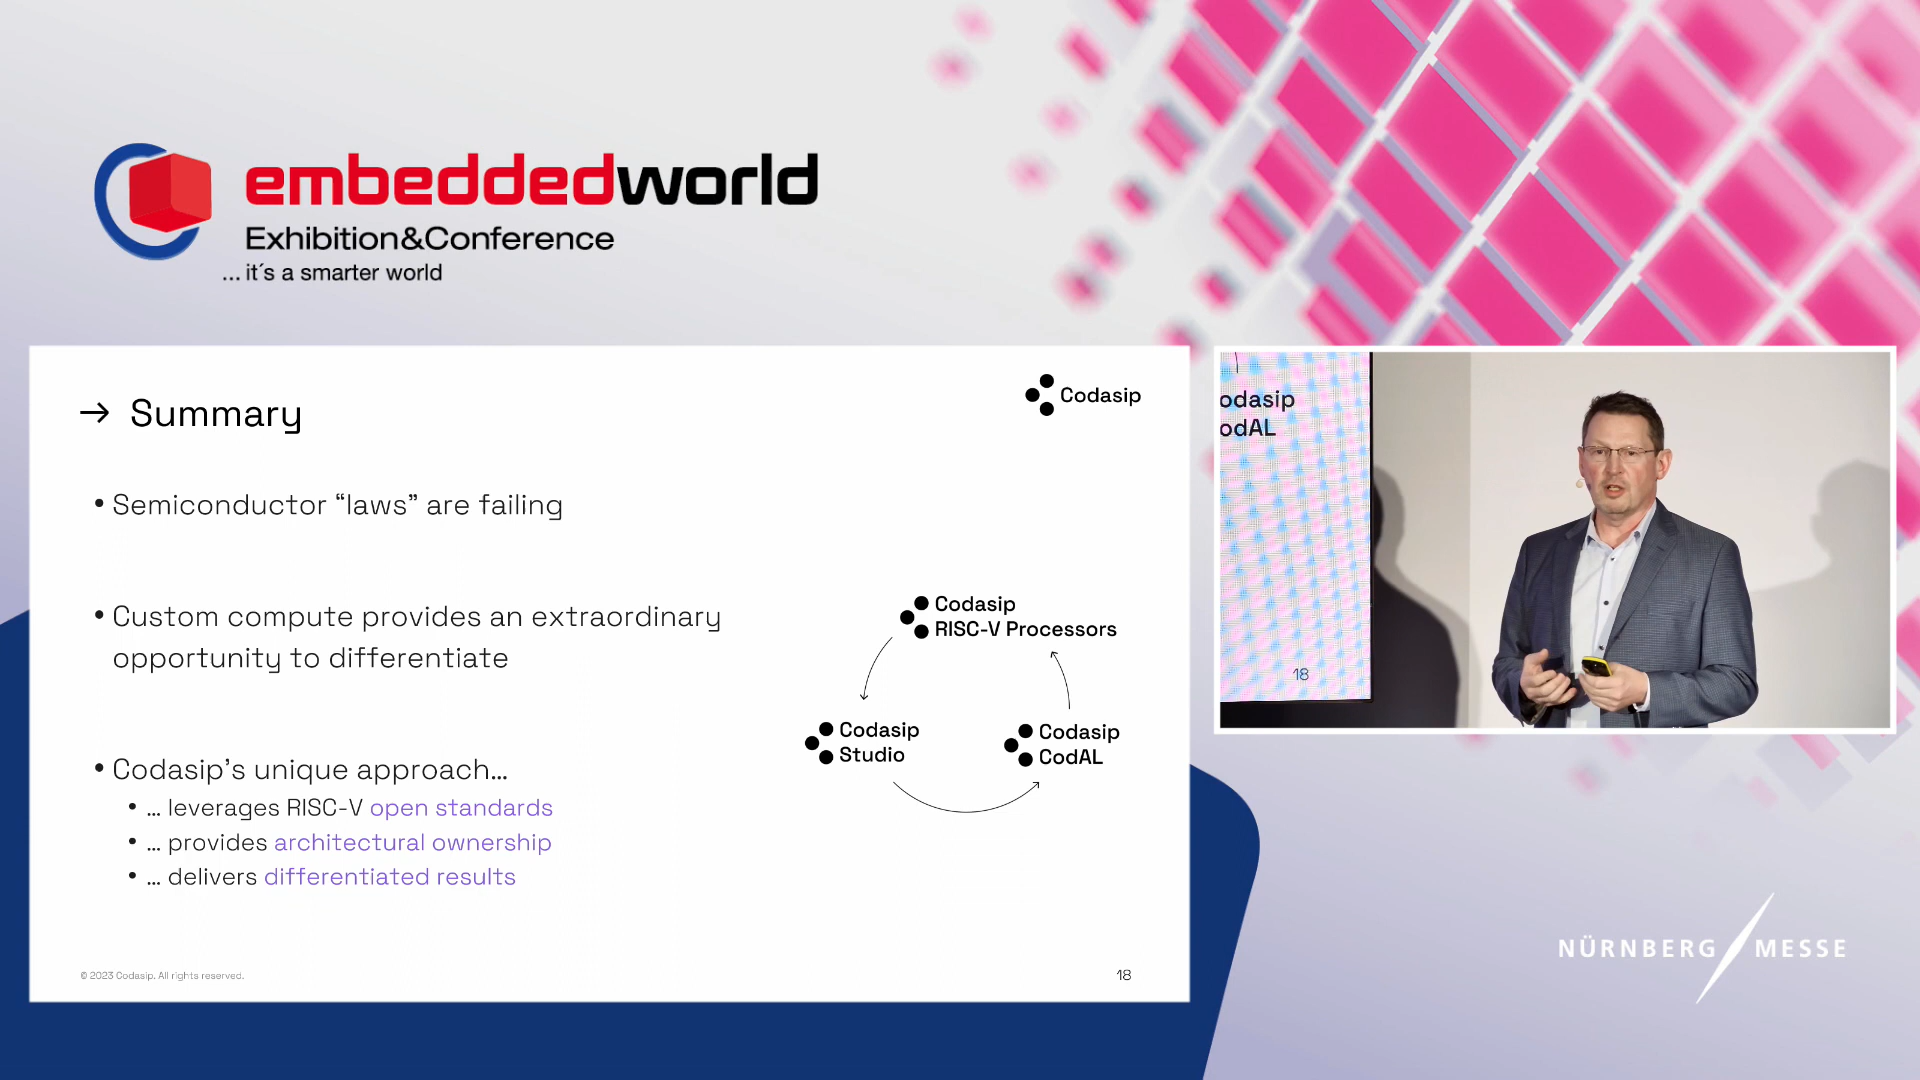 embeddedworld
Exhibition&Conference
... it´s a smarter world
→ Summary
Codasip
• Semiconductor “laws” are failing
• Custom compute provides an extraordinary
opportunity to differentiate
• Codasip’s unique approach…
• … leverages RISC-V open standards
• … provides architectural ownership
• … delivers differentiated results
Codasip
RISC-V Processors
Codasip
Studio
Codasip
CodAL
© 2023 Codasip. All rights reserved.
18
odasip
odAL
18
NÜRNBERG MESSE